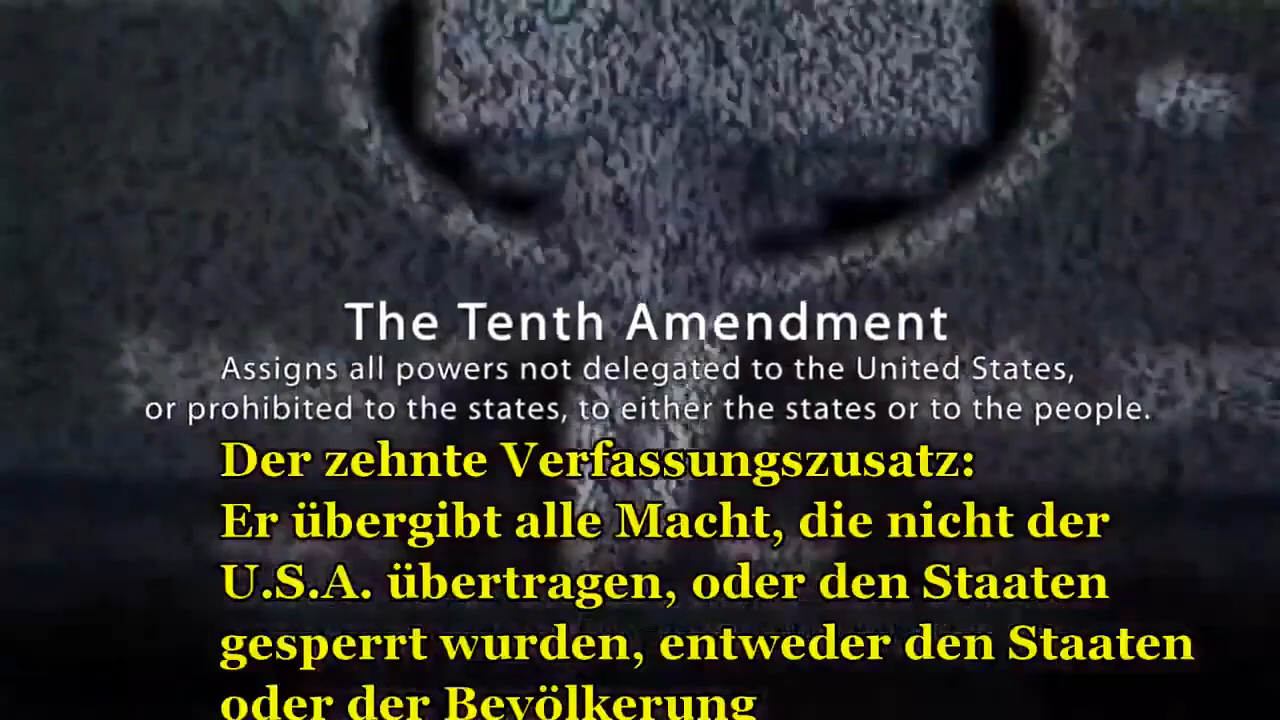 The Tenth Amendment
Assigns all powers not delegated to the United States,
or prohibited to the states, to either the states or to the people.
Der zehnte Verfassungszusatz:
Er übergibt alle Macht, die nicht der
U.S.A. übertragen, oder den Staaten
gesperrt wurden, entweder den Staaten
oder der Bevölkerung